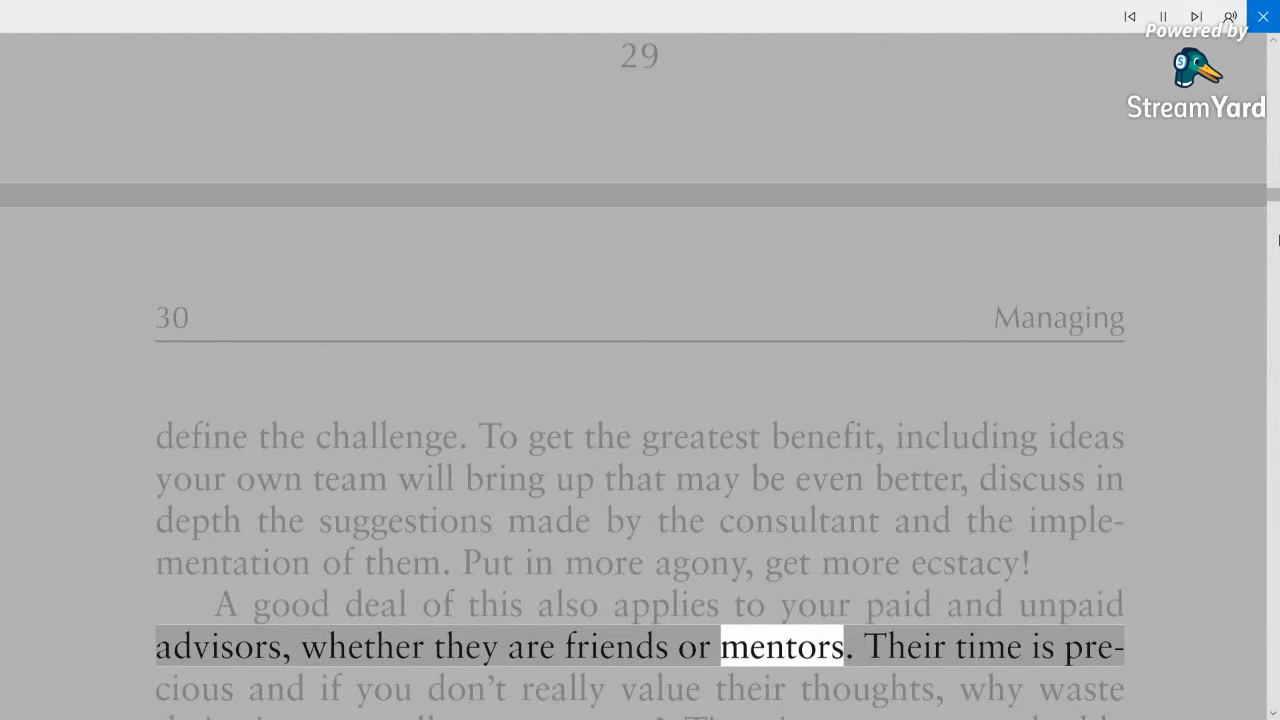 Powered by
StreamYard
29
30 Managing
define the challenge. To get the greatest benefit, including ideas
your own team will bring up that may be even better, discuss in
depth the suggestions made by the consultant and the imple-
mentation of them. Put in more agony, get more ecstacy!
A good deal of this also applies to your paid and unpaid
advisors, whether they are friends or mentors. Their time is pre-
cious and if you don’t really value their thoughts, why waste